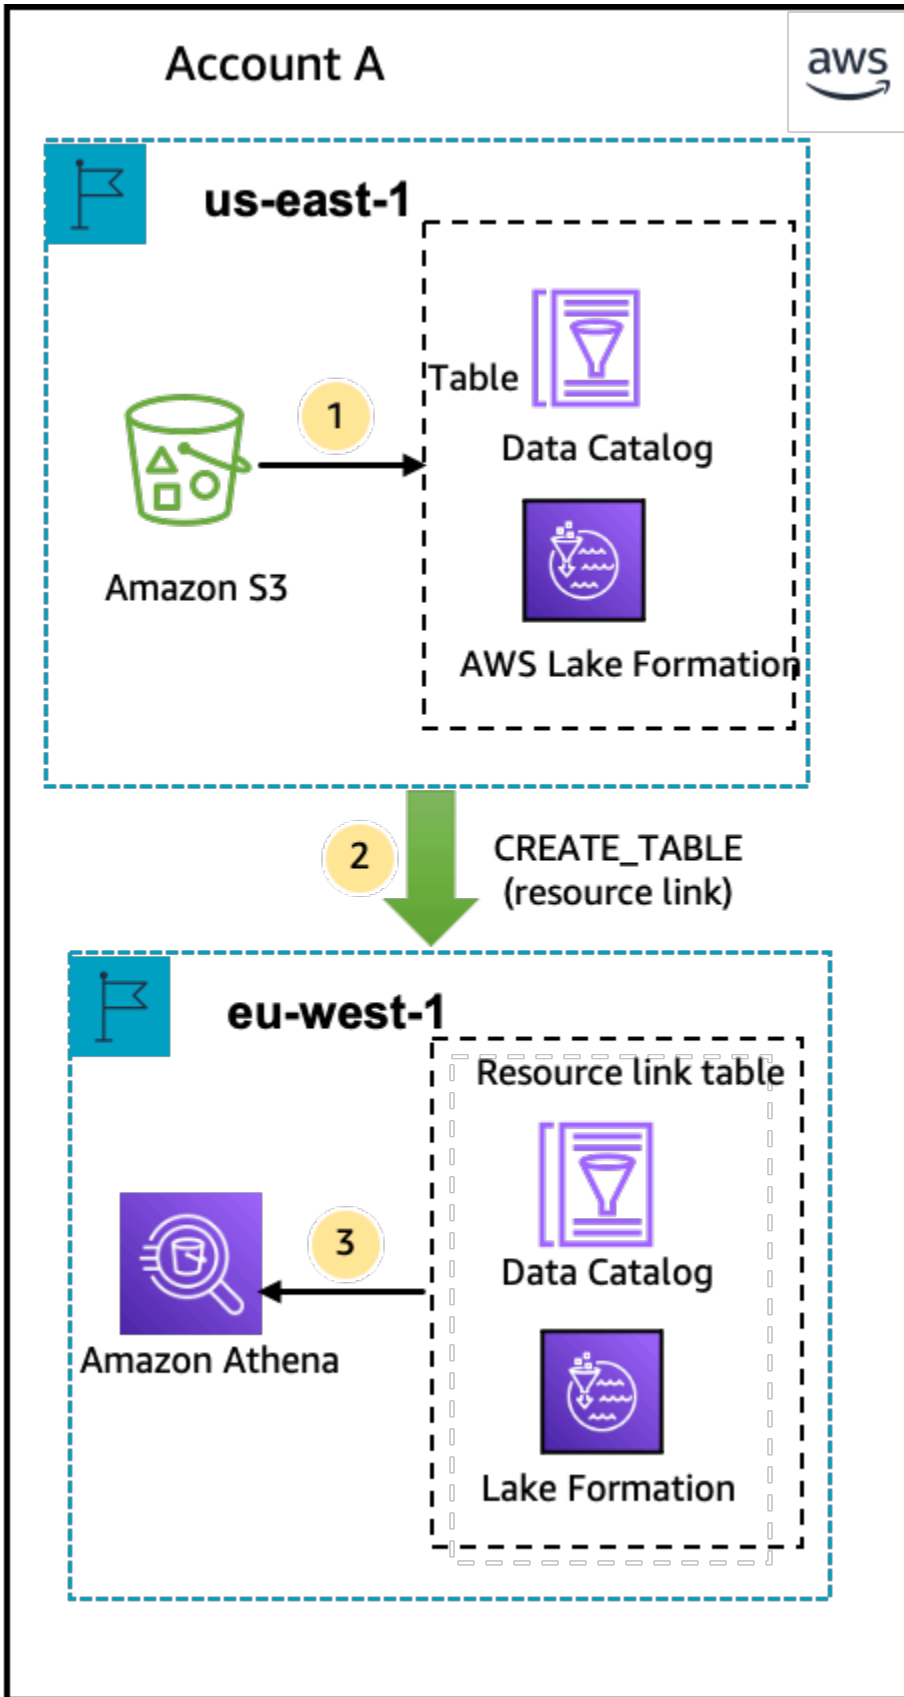 Account A
aws
us-east-1
1
Table
Data Catalog
Amazon S3
AWS Lake Formation
2
CREATE_TABLE
(resource link)
eu-west-1
Resource link table
3
Data Catalog
Amazon Athena
Lake Formation